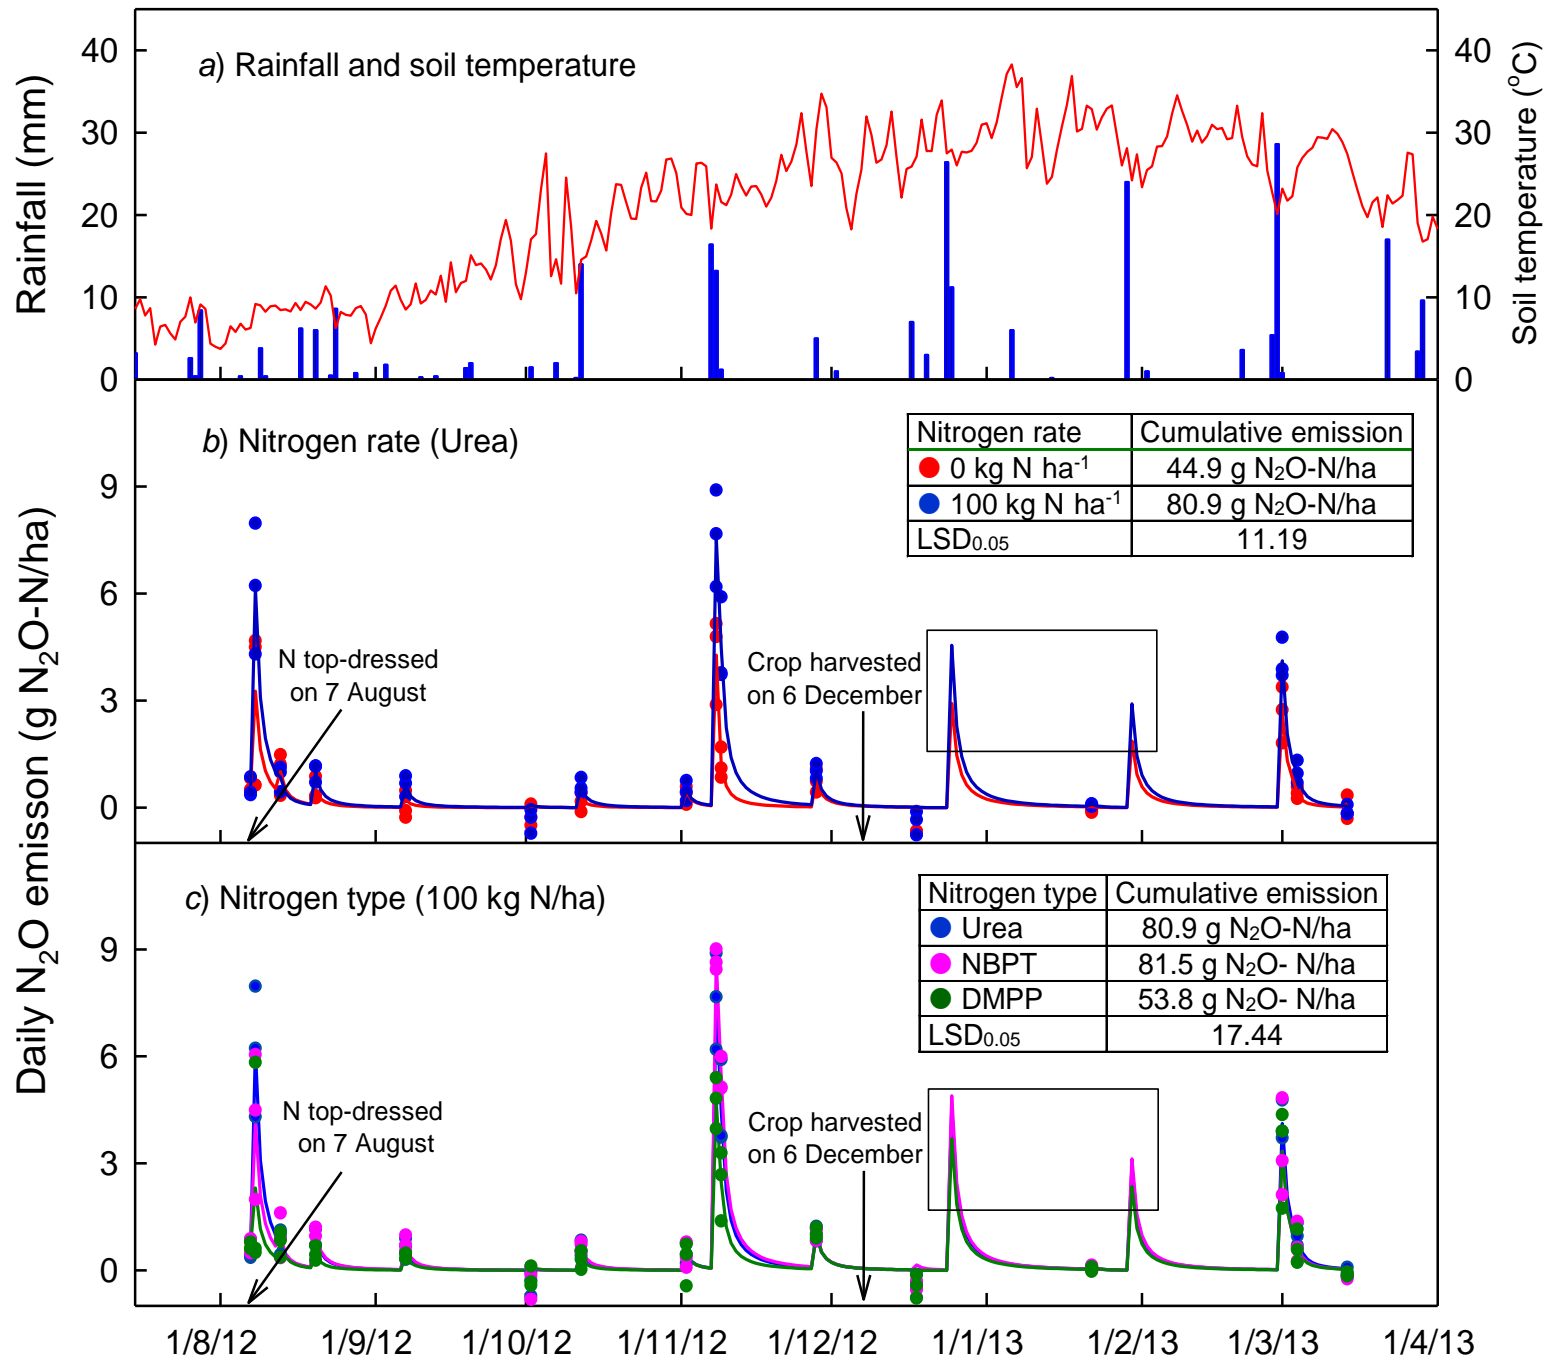 a) Rainfall and soil temperature
Rainfall (mm)
40
30
20
10
0
Soil temperature (°C)
40
30
20
10
0
b) Nitrogen rate (Urea)
Nitrogen rate Cumulative emission
0 kg N ha⁻¹ 44.9 g N₂O-N/ha
100 kg N ha⁻¹ 80.9 g N₂O-N/ha
LSD₀.₀₅ 11.19
Daily N₂O emisson (g N₂O-N/ha)
9
6
3
0
N top-dressed
on 7 August
Crop harvested
on 6 December
c) Nitrogen type (100 kg N/ha)
Nitrogen type Cumulative emission
Urea 80.9 g N₂O-N/ha
NBPT 81.5 g N₂O- N/ha
DMPP 53.8 g N₂O- N/ha
LSD₀.₀₅ 17.44
9
6
3
0
N top-dressed
on 7 August
Crop harvested
on 6 December
1/8/12 1/9/12 1/10/12 1/11/12 1/12/12 1/1/13 1/2/13 1/3/13 1/4/13